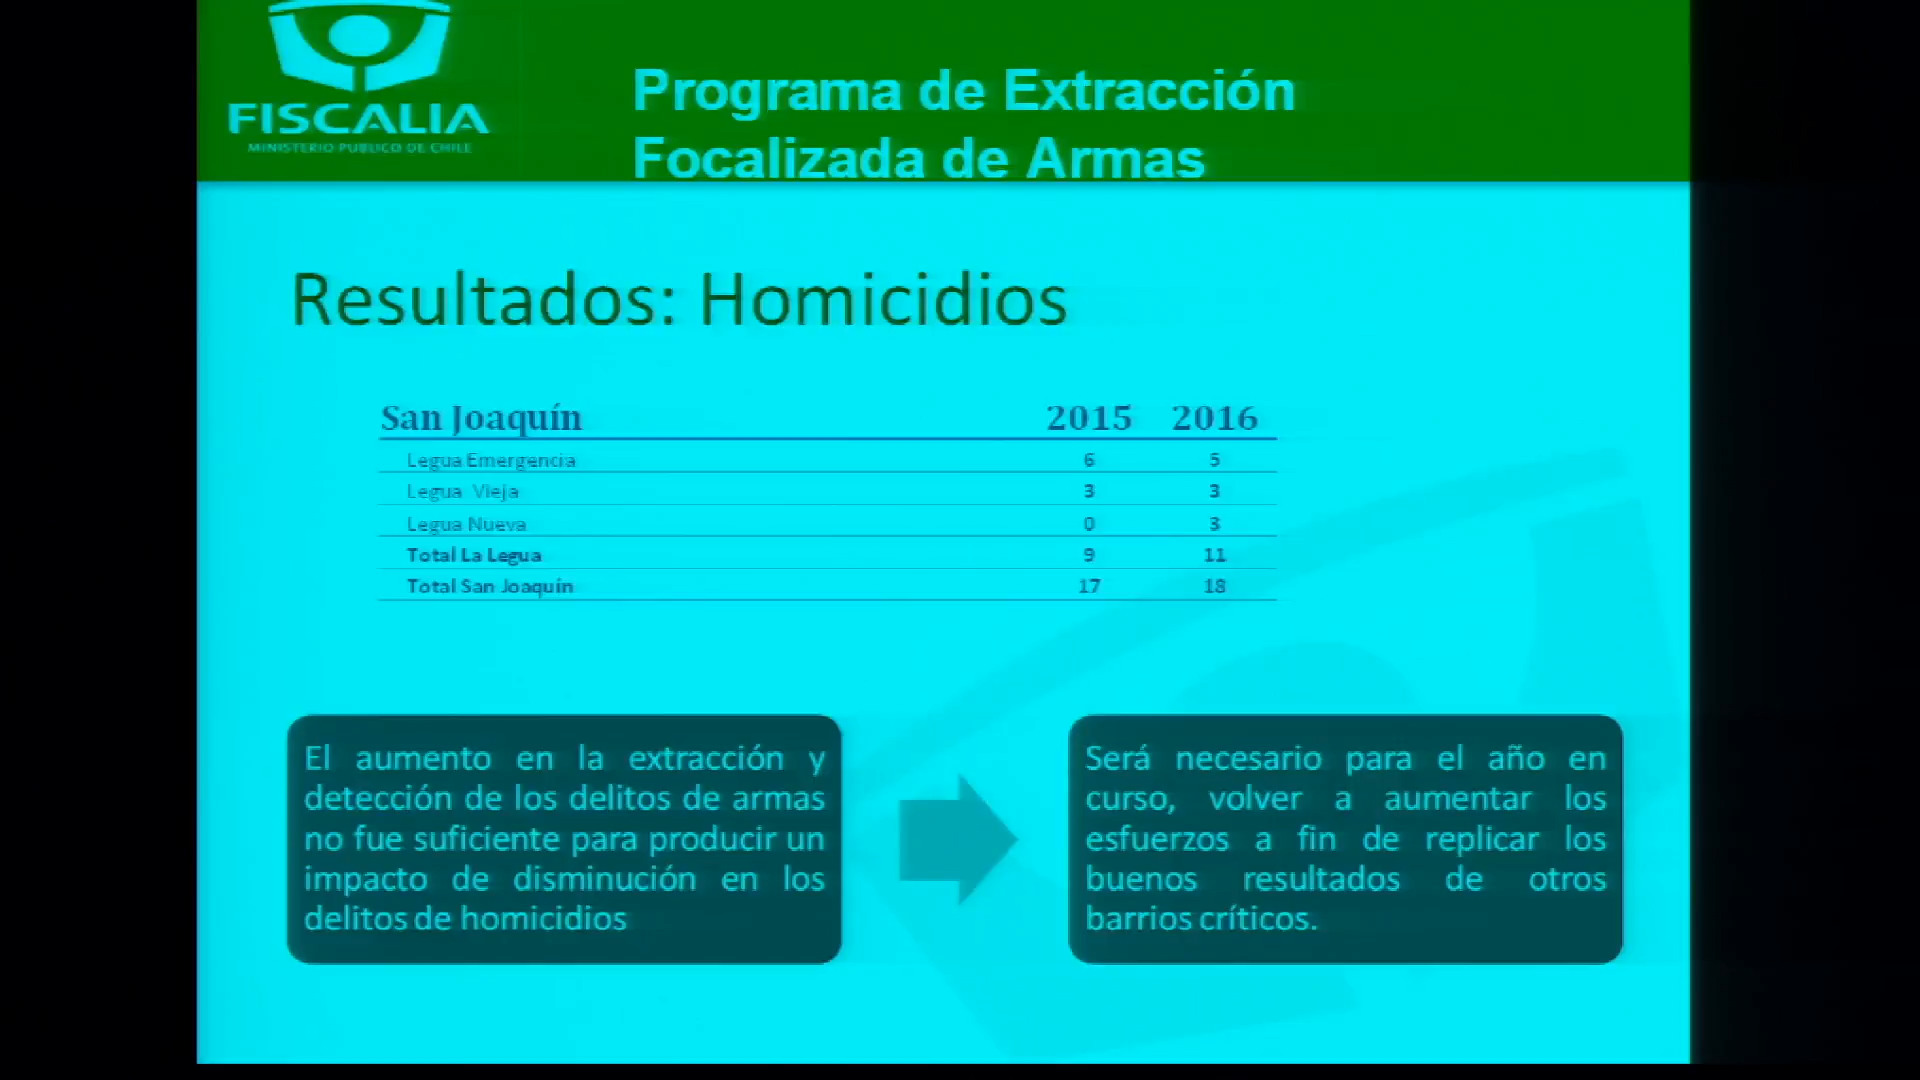 FISCALIA
MINISTERIO PUBLICO DE CHILE
Programa de Extracción
Focalizada de Armas
Resultados: Homicidios
San Joaquín 2015 2016
Legua Emergencia 6 5
Legua Vieja 3 3
Legua Nueva 0 3
Total La Legua 9 11
Total San Joaquín 17 18
El aumento en la extracción y
detección de los delitos de armas
no fue suficiente para producir un
impacto de disminución en los
delitos de homicidios
Será necesario para el año en
curso, volver a aumentar los
esfuerzos a fin de replicar los
buenos resultados de otros
barrios críticos.